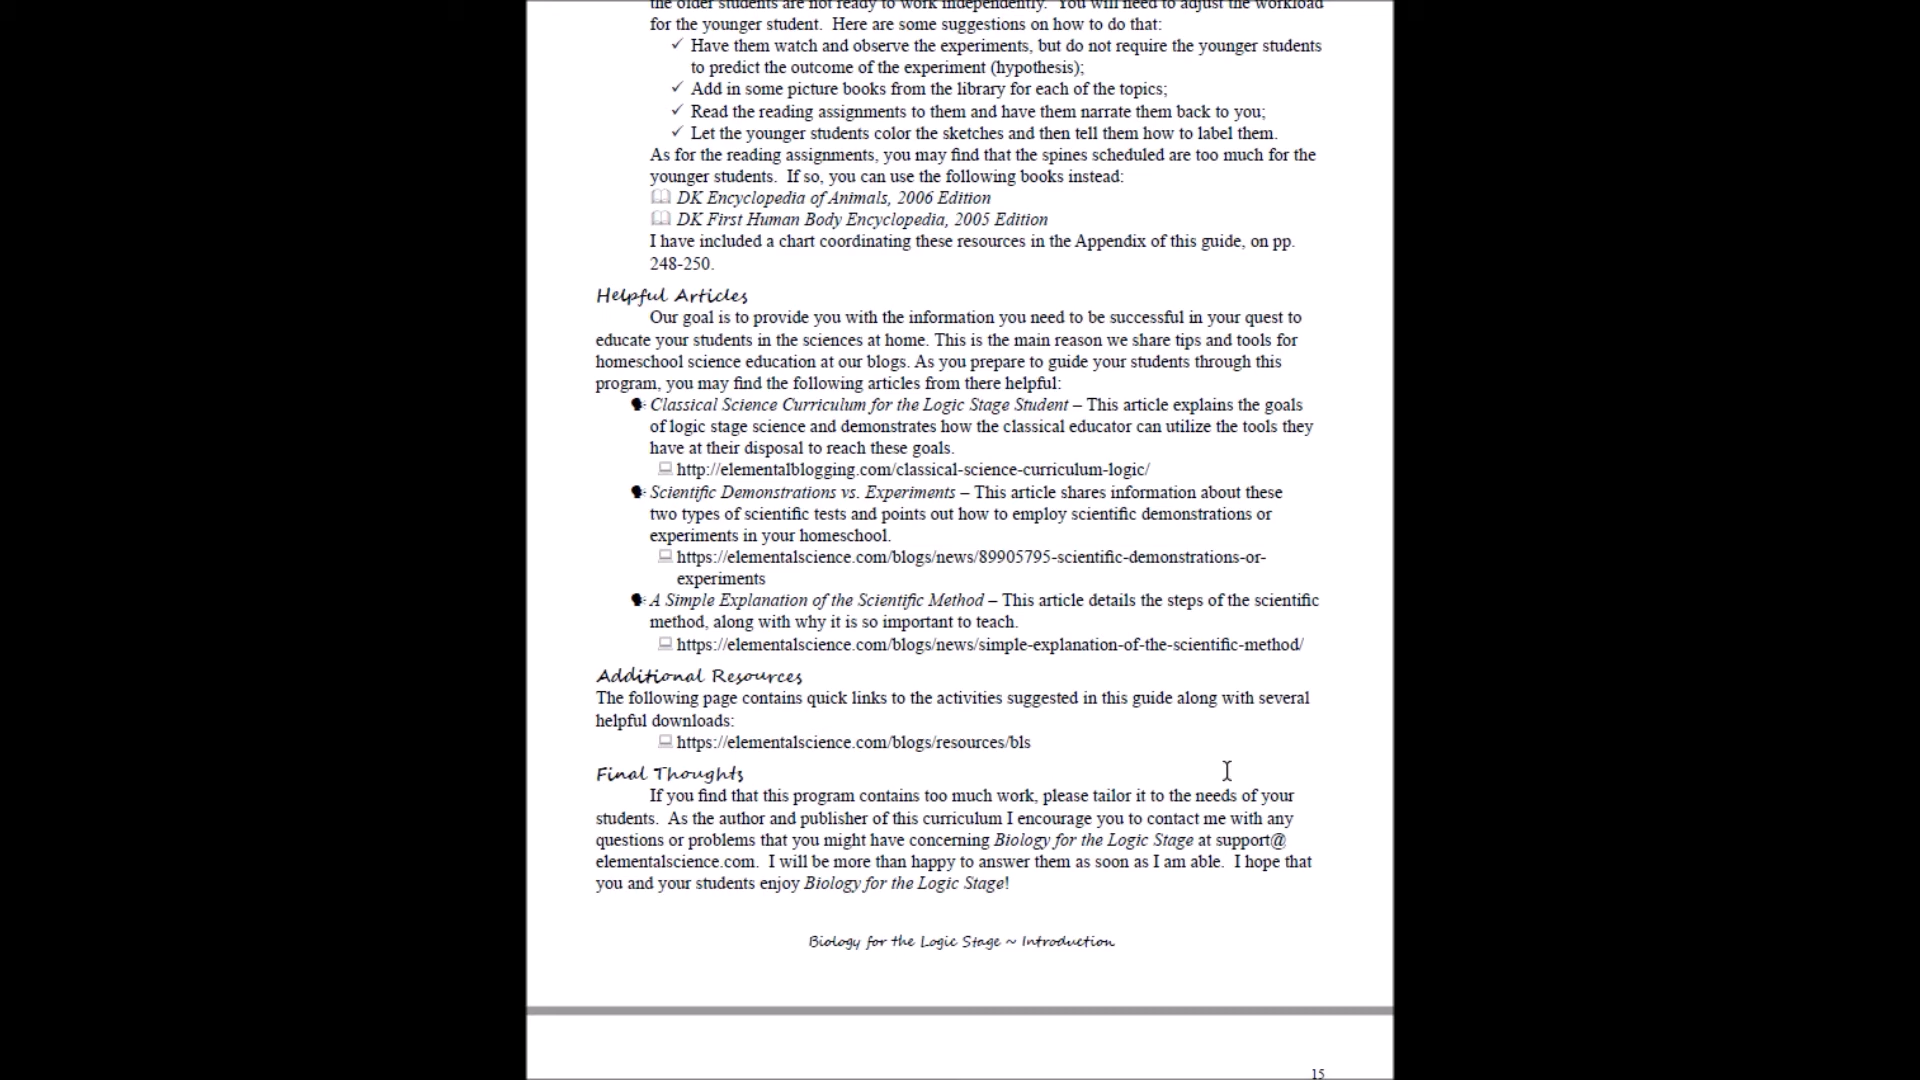 the older students are not ready to work independently.  You will need to adjust the workload
for the younger student.  Here are some suggestions on how to do that:
✓ Have them watch and observe the experiments, but do not require the younger students
to predict the outcome of the experiment (hypothesis);
✓ Add in some picture books from the library for each of the topics;
✓ Read the reading assignments to them and have them narrate them back to you;
✓ Let the younger students color the sketches and then tell them how to label them.
As for the reading assignments, you may find that the spines scheduled are too much for the
younger students.  If so, you can use the following books instead:
DK Encyclopedia of Animals, 2006 Edition
DK First Human Body Encyclopedia, 2005 Edition
I have included a chart coordinating these resources in the Appendix of this guide, on pp.
248-250.
Helpful Articles
Our goal is to provide you with the information you need to be successful in your quest to
educate your students in the sciences at home. This is the main reason we share tips and tools for
homeschool science education at our blogs. As you prepare to guide your students through this
program, you may find the following articles from there helpful:
Classical Science Curriculum for the Logic Stage Student – This article explains the goals
of logic stage science and demonstrates how the classical educator can utilize the tools they
have at their disposal to reach these goals.
http://elementalblogging.com/classical-science-curriculum-logic/
Scientific Demonstrations vs. Experiments – This article shares information about these
two types of scientific tests and points out how to employ scientific demonstrations or
experiments in your homeschool.
https://elementalscience.com/blogs/news/89905795-scientific-demonstrations-or-
experiments
A Simple Explanation of the Scientific Method – This article details the steps of the scientific
method, along with why it is so important to teach.
https://elementalscience.com/blogs/news/simple-explanation-of-the-scientific-method/
Additional Resources
The following page contains quick links to the activities suggested in this guide along with several
helpful downloads:
https://elementalscience.com/blogs/resources/bls
Final Thoughts
If you find that this program contains too much work, please tailor it to the needs of your
students.  As the author and publisher of this curriculum I encourage you to contact me with any
questions or problems that you might have concerning Biology for the Logic Stage at support@
elementalscience.com.  I will be more than happy to answer them as soon as I am able.  I hope that
you and your students enjoy Biology for the Logic Stage!
Biology for the Logic Stage ~ Introduction
15